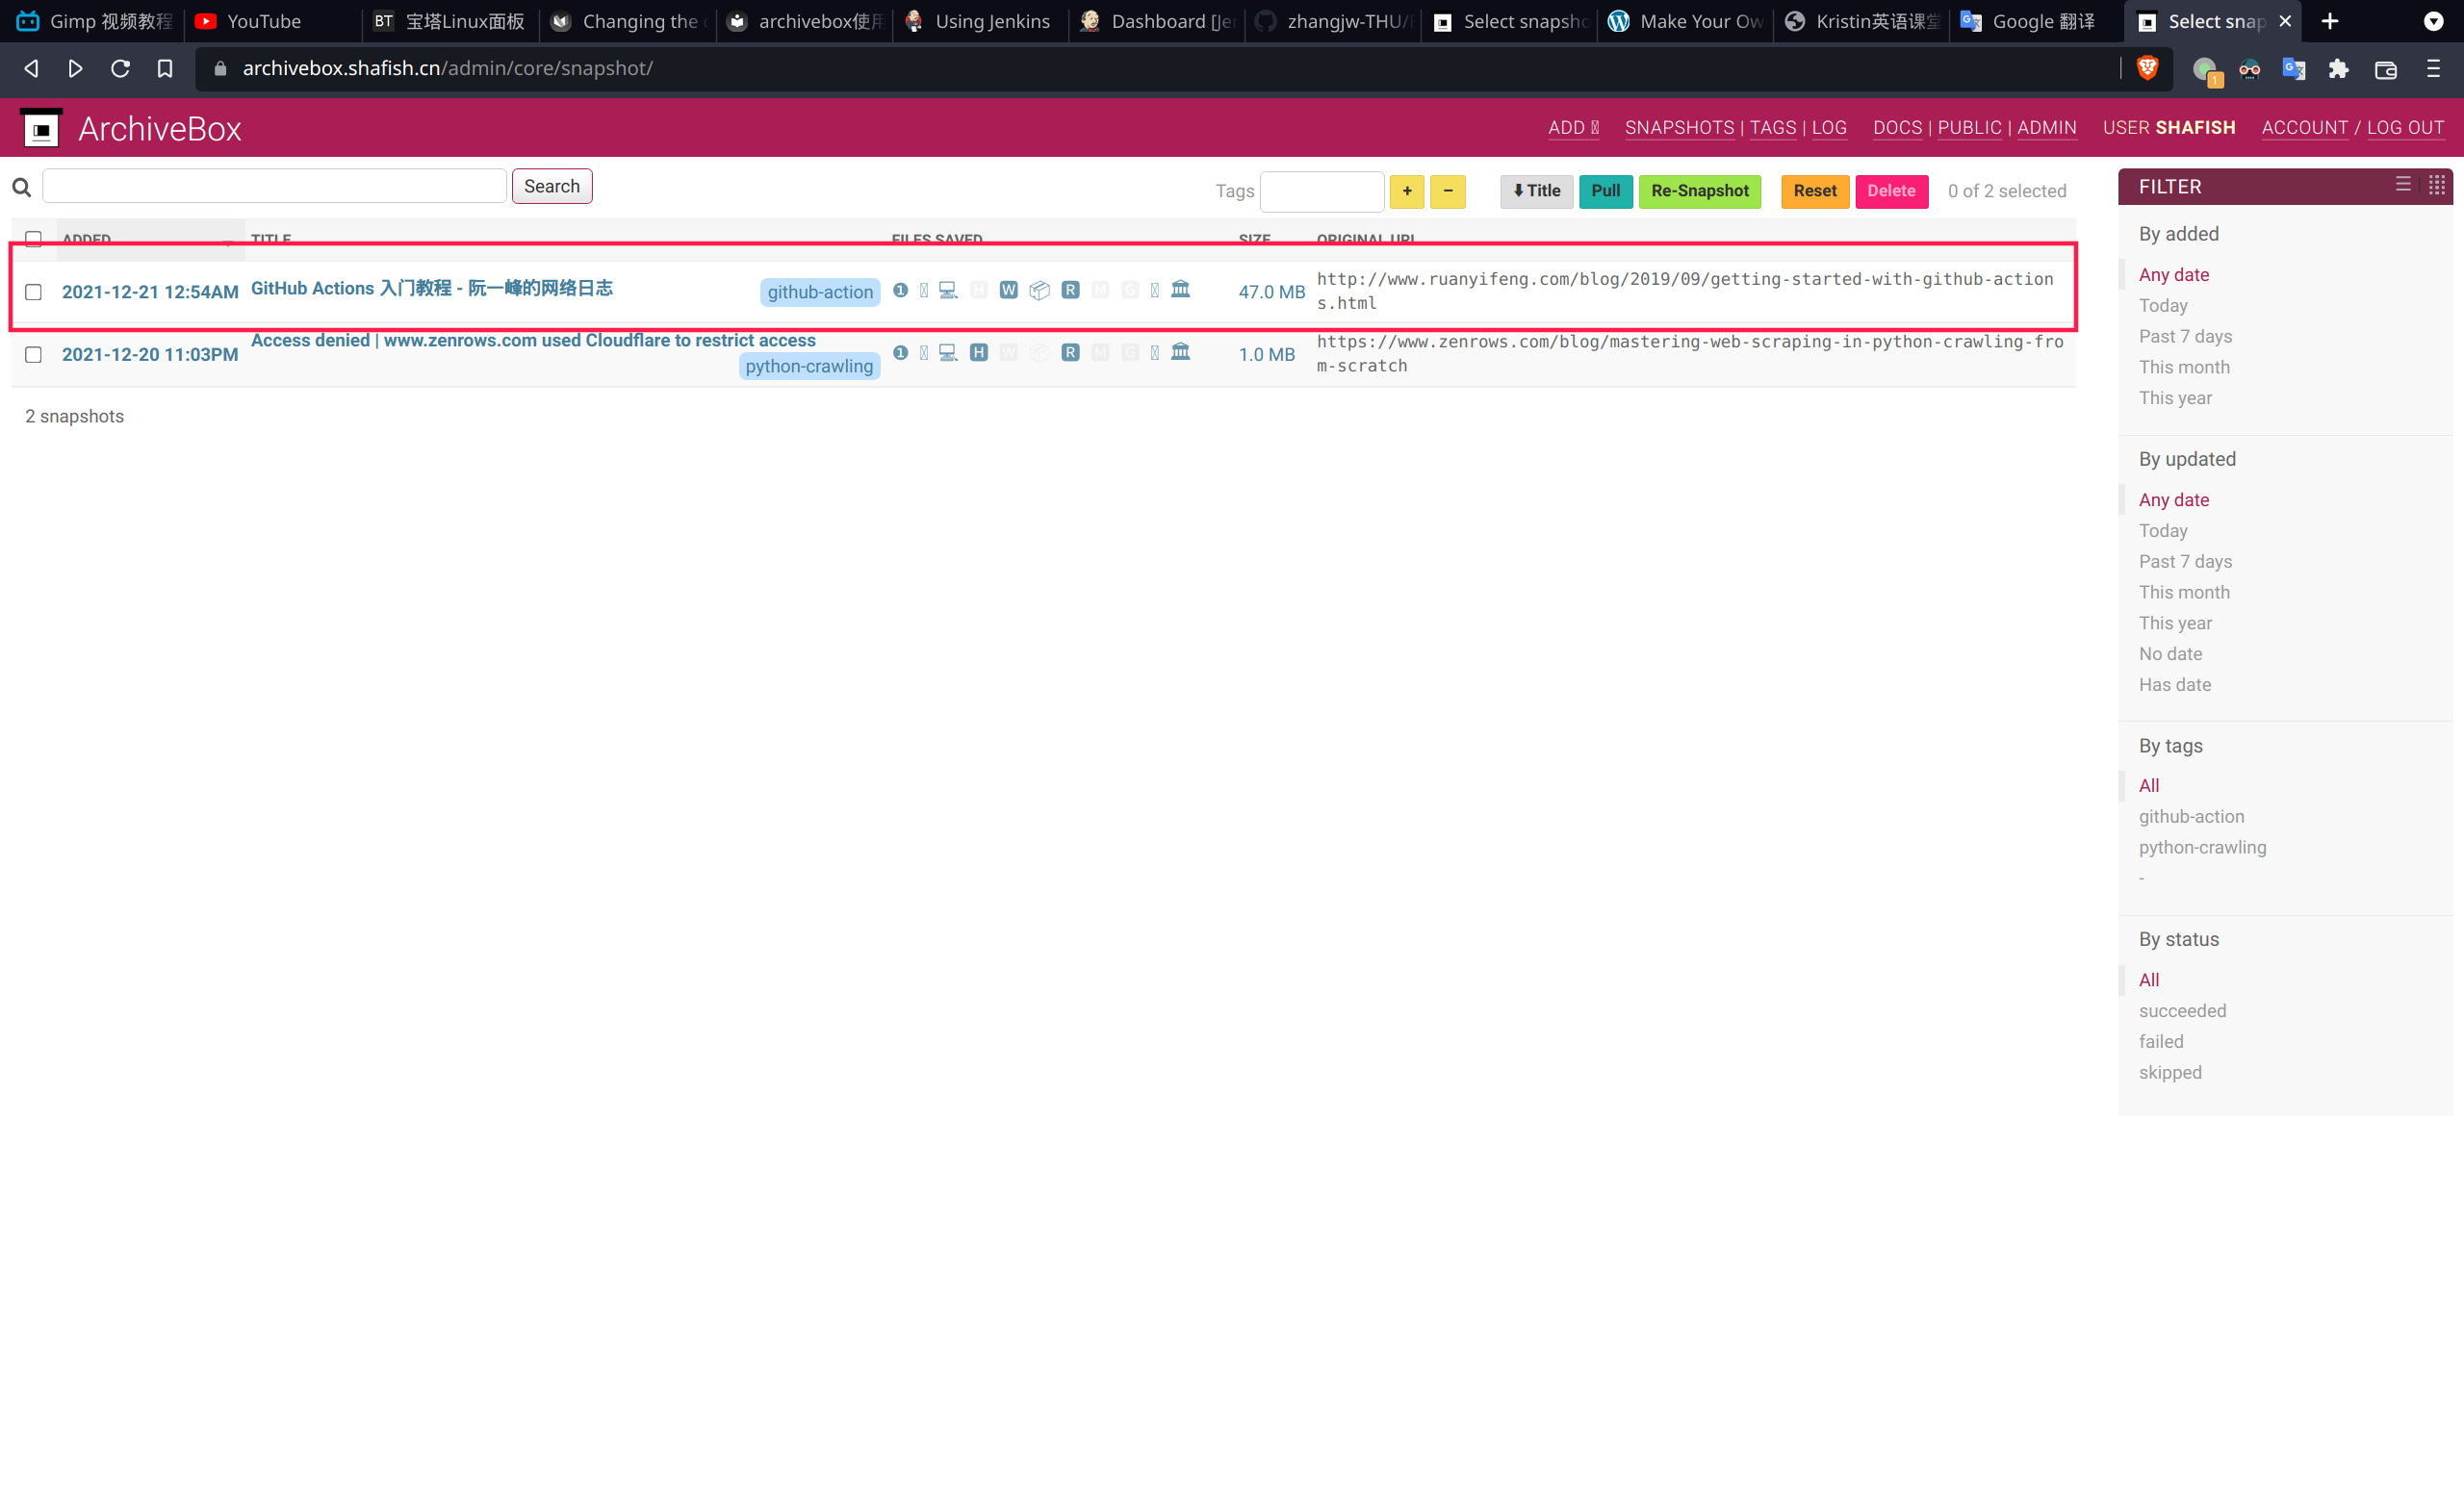 Gimp 视频教程
YouTube
BT 宝塔Linux面板
Changing the
archivebox使用
Using Jenkins
Dashboard [Je
zhangjw-THU/
Select snapsho
Make Your Ow
Kristin英语课堂
Google 翻译
Select snap
archivebox.shafish.cn/admin/core/snapshot/
1
ArchiveBox
ADD
SNAPSHOTS | TAGS | LOG
DOCS | PUBLIC | ADMIN
USER SHAFISH
ACCOUNT / LOG OUT
Search
Tags
+
−
⬇Title
Pull
Re-Snapshot
Reset
Delete
0 of 2 selected
ADDED TITLE FILES SAVED SIZE ORIGINAL URL
2021-12-21 12:54AM
GitHub Actions 入门教程 - 阮一峰的网络日志
github-action
1 H W R M G
47.0 MB
http://www.ruanyifeng.com/blog/2019/09/getting-started-with-github-action
s.html
2021-12-20 11:03PM
Access denied | www.zenrows.com used Cloudflare to restrict access
python-crawling
1 H W R M G
1.0 MB
https://www.zenrows.com/blog/mastering-web-scraping-in-python-crawling-fro
m-scratch
2 snapshots
FILTER
By added
Any date
Today
Past 7 days
This month
This year
By updated
Any date
Today
Past 7 days
This month
This year
No date
Has date
By tags
All
github-action
python-crawling
-
By status
All
succeeded
failed
skipped